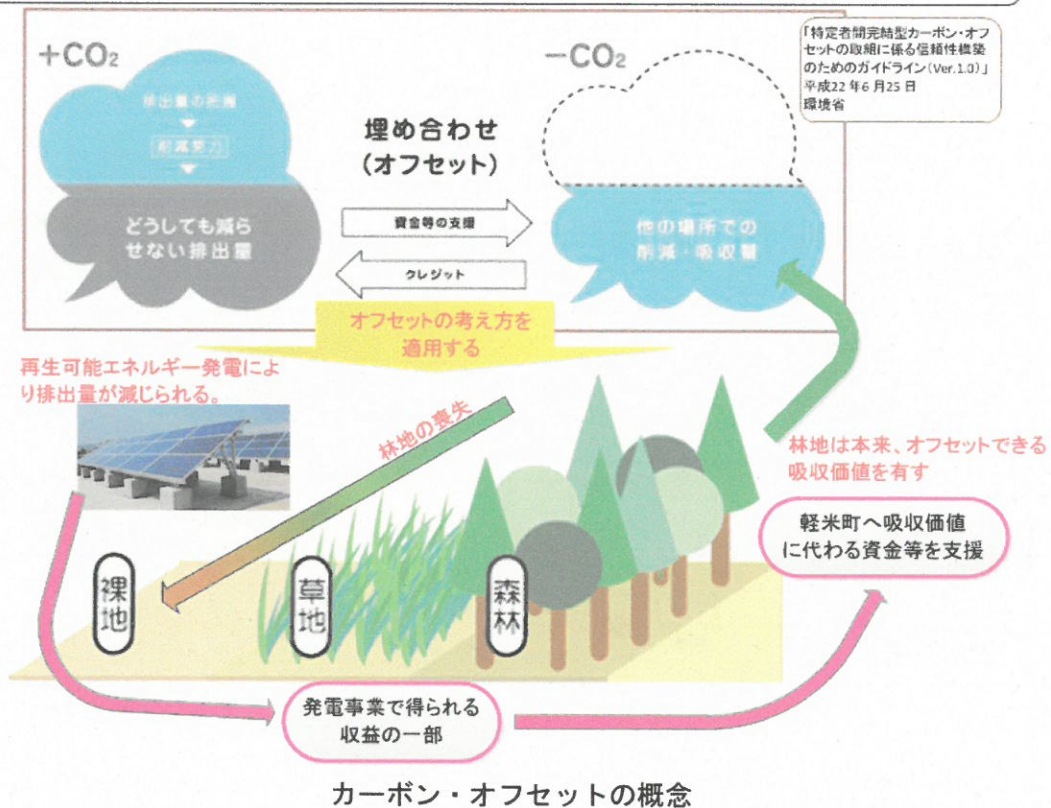 +CO₂
排出量の把握
削減努力
どうしても減ら
せない排出量
埋め合わせ
(オフセット)
資金等の支援
クレジット
−CO₂
他の場所での
削減・吸収量
「特定者間完結型カーボン・オフ
セットの取組に係る信頼性構築
のためのガイドライン(Ver.1.0)」
平成22年6月25日
環境省
オフセットの考え方を
適用する
再生可能エネルギー発電によ
り排出量が減じられる。
林地の喪失
林地は本来、オフセットできる
吸収価値を有す
軽米町へ吸収価値
に代わる資金等を支援
裸地
草地
森林
発電事業で得られる
収益の一部
カーボン・オフセットの概念